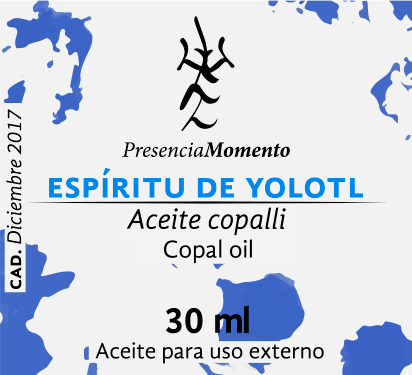 PresenciaMomento
ESPÍRITU DE YOLOTL
Aceite copalli
Copal oil
CAD. Diciembre 2017
30 ml
Aceite para uso externo